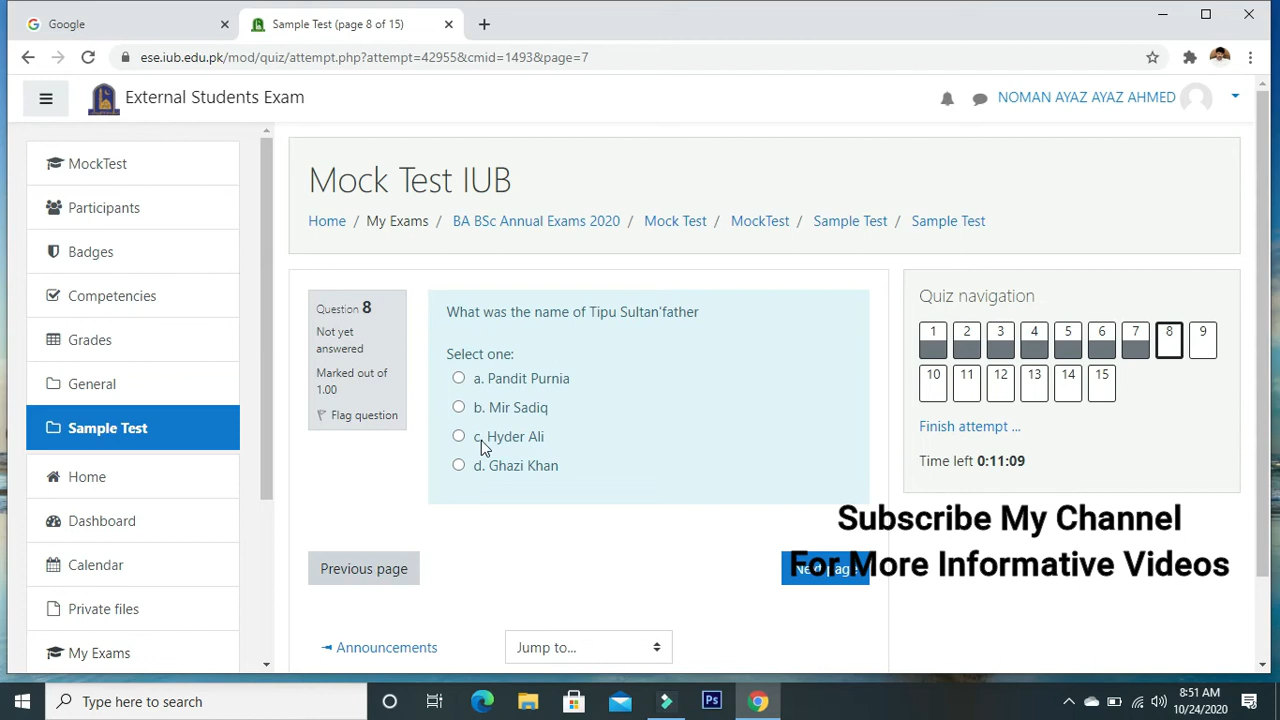 Google
Sample Test (page 8 of 15)
ese.iub.edu.pk/mod/quiz/attempt.php?attempt=42955&cmid=1493&page=7
External Students Exam
NOMAN AYAZ AYAZ AHMED
MockTest
Participants
Badges
Competencies
Grades
General
Sample Test
Home
Dashboard
Calendar
Private files
My Exams
Mock Test IUB
Home / My Exams / BA BSc Annual Exams 2020 / Mock Test / MockTest / Sample Test / Sample Test
Question 8
Not yet
answered
Marked out of
1.00
Flag question
What was the name of Tipu Sultan'father
Select one:
a. Pandit Purnia
b. Mir Sadiq
c. Hyder Ali
d. Ghazi Khan
Previous page
Next page
Announcements
Jump to...
Quiz navigation
1 2 3 4 5 6 7 8 9
10 11 12 13 14 15
Finish attempt ...
Time left 0:11:09
Subscribe My Channel
For More Informative Videos
Type here to search
Ps
8:51 AM
10/24/2020